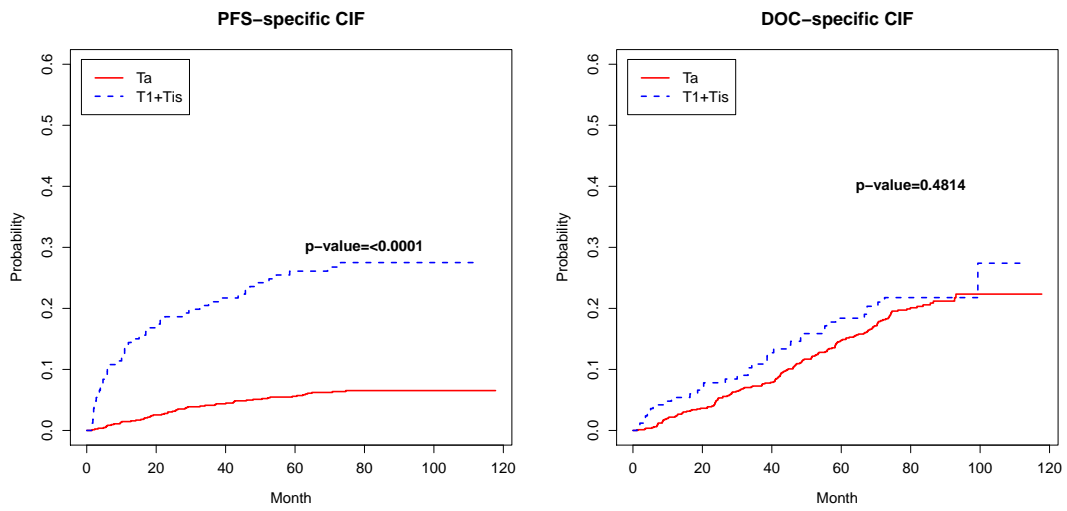 PFS−specific CIF
0.6
0.5
0.4
0.3
0.2
0.1
0.0
Probability
Ta
T1+Tis
p−value=<0.0001
0 20 40 60 80 100 120
Month
DOC−specific CIF
0.6
0.5
0.4
0.3
0.2
0.1
0.0
Probability
Ta
T1+Tis
p−value=0.4814
0 20 40 60 80 100 120
Month